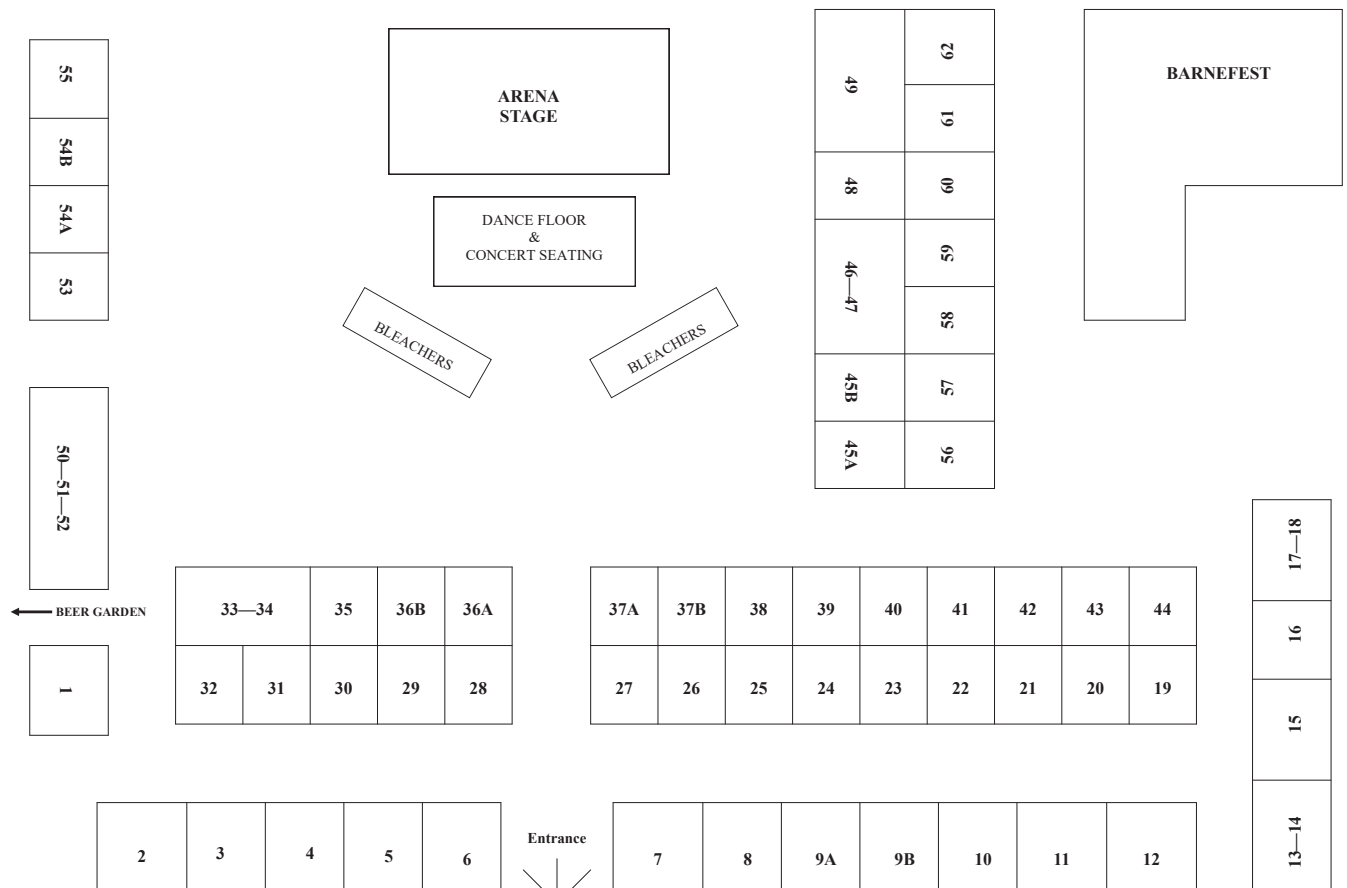 55
54B
54A
53
50—51—52
BEER GARDEN
1
ARENA
STAGE
DANCE FLOOR
&
CONCERT SEATING
BLEACHERS
BLEACHERS
49
48
46—47
45B
45A
62
61
60
59
58
57
56
BARNEFEST
17—18
16
15
13—14
33—34
35
36B
36A
32
31
30
29
28
37A
37B
38
39
40
41
42
43
44
27
26
25
24
23
22
21
20
19
2
3
4
5
6
Entrance
7
8
9A
9B
10
11
12